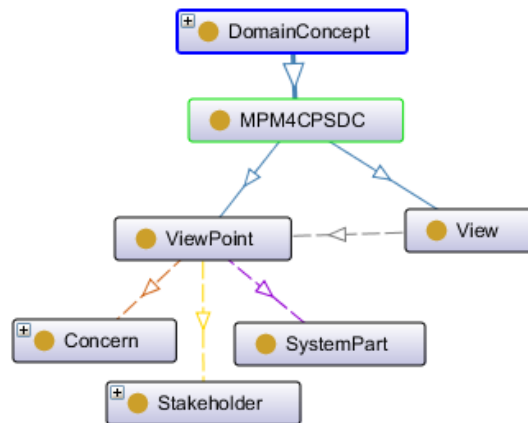 DomainConcept
MPM4CPSDC
ViewPoint
View
Concern
SystemPart
Stakeholder